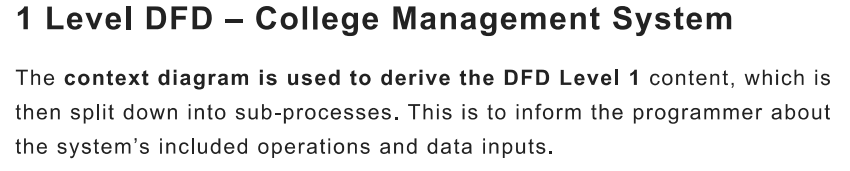 1 Level DFD – College Management System
The context diagram is used to derive the DFD Level 1 content, which is
then split down into sub-processes. This is to inform the programmer about
the system's included operations and data inputs.